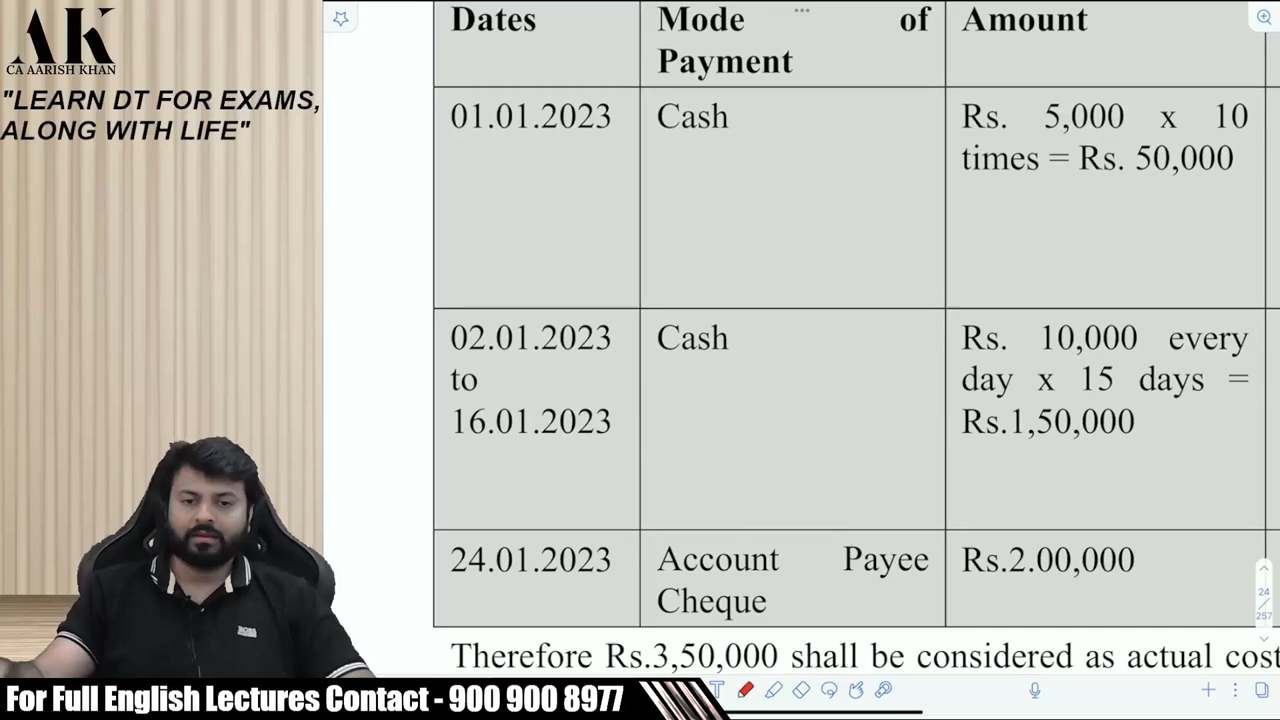 AK
CA AARISH KHAN
"LEARN DT FOR EXAMS,
ALONG WITH LIFE"
Dates
Mode of
Payment
Amount
01.01.2023
Cash
Rs. 5,000 x 10
times = Rs. 50,000
02.01.2023
to
16.01.2023
Cash
Rs. 10,000 every
day x 15 days =
Rs.1,50,000
24.01.2023
Account Payee
Cheque
Rs.2.00,000
Therefore Rs.3,50,000 shall be considered as actual cost
24
257
For Full English Lectures Contact - 900 900 8977